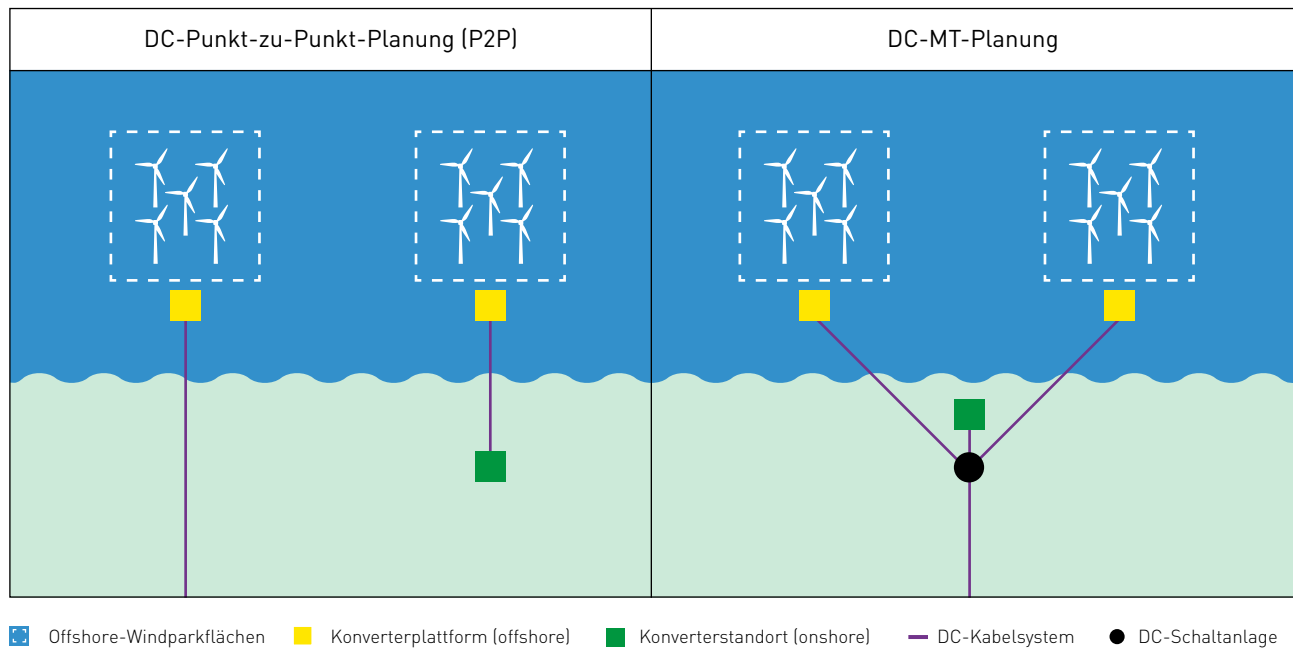 DC-Punkt-zu-Punkt-Planung (P2P)
DC-MT-Planung
Offshore-Windparkflächen
Konverterplattform (offshore)
Konverterstandort (onshore)
DC-Kabelsystem
DC-Schaltanlage